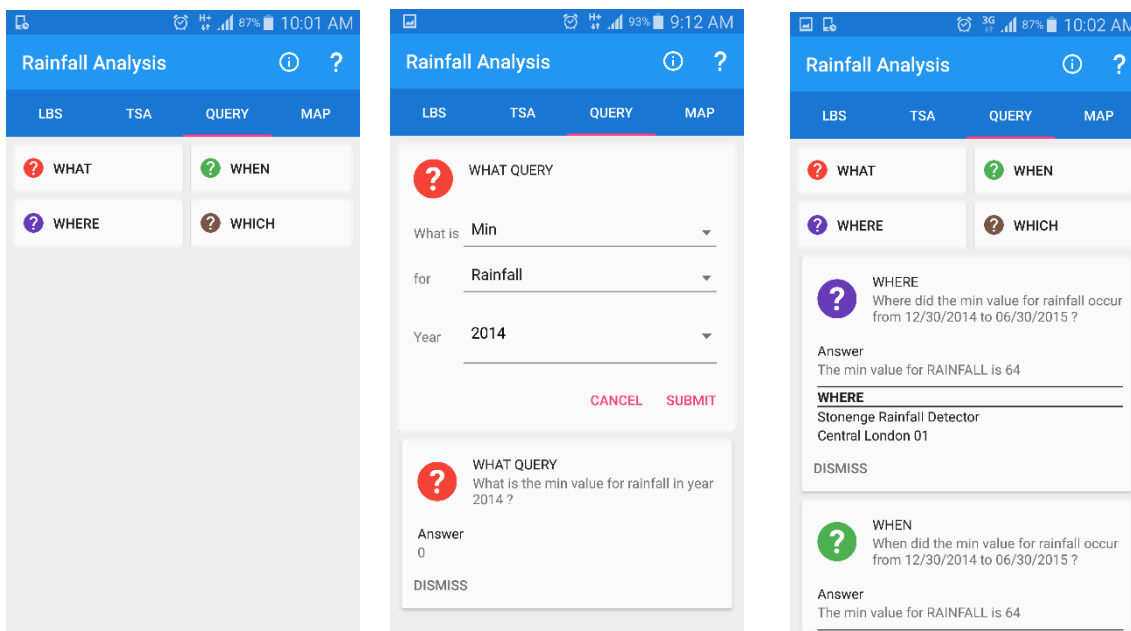 87% 10:01 AM
Rainfall Analysis
LBS TSA QUERY MAP
WHAT WHEN
WHERE WHICH
93% 9:12 AM
Rainfall Analysis
LBS TSA QUERY MAP
WHAT QUERY
What is Min
for Rainfall
Year 2014
CANCEL SUBMIT
WHAT QUERY
What is the min value for rainfall in year
2014 ?
Answer
0
DISMISS
3G 87% 10:02 AM
Rainfall Analysis
LBS TSA QUERY MAP
WHAT WHEN
WHERE WHICH
WHERE
Where did the min value for rainfall occur
from 12/30/2014 to 06/30/2015 ?
Answer
The min value for RAINFALL is 64
WHERE
Stonenge Rainfall Detector
Central London 01
DISMISS
WHEN
When did the min value for rainfall occur
from 12/30/2014 to 06/30/2015 ?
Answer
The min value for RAINFALL is 64